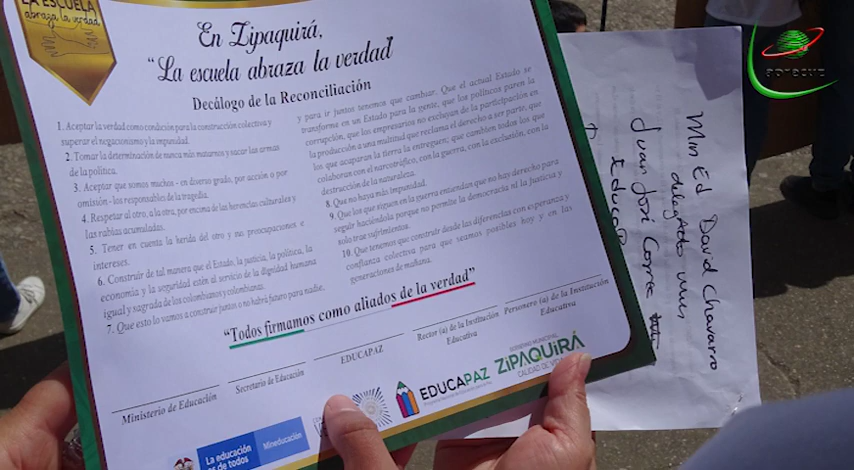 LA ESCUELA
abraza la verdad
En Zipaquirá,
"La escuela abraza la verdad"
Decálogo de la Reconciliación
1. Aceptar la verdad como condición para la construcción colectiva y
superar el negacionismo y la impunidad.
2. Tomar la determinación de nunca más matarnos y sacar las armas
de la política.
3. Aceptar que somos muchos - en diverso grado, por acción o por
omisión - los responsables de la tragedia.
4. Respetar al otro, a la otra, por encima de las herencias culturales y
las rabias acumuladas.
5. Tener en cuenta la herida del otro y sus preocupaciones e
intereses.
6. Construir de tal manera que el Estado, la justicia, la política, la
economía y la seguridad estén al servicio de la dignidad humana
igual y sagrada de los colombianos y colombianas.
7. Que esto lo vamos a construir juntos o no habrá futuro para nadie,
y para ir juntos tenemos que cambiar. Que el actual Estado se
transforme en un Estado para la gente, que los políticos paren la
corrupción, que los empresarios no excluyan de la participación en
la producción a una multitud que reclama el derecho a ser parte, que
los que acaparan la tierra la entreguen; que cambien todos los que
colaboran con el narcotráfico, con la guerra, con la exclusión, con la
destrucción de la naturaleza.
8. Que no haya más impunidad.
9. Que los que siguen en la guerra entiendan que no hay derecho para
seguir haciéndola porque no permite la democracia ni la justicia y
solo trae sufrimientos.
10. Que tenemos que construir desde las diferencias con esperanza y
confianza colectiva para que seamos posibles hoy y en las
generaciones de mañana.
"Todos firmamos como aliados de la verdad"
Ministerio de Educación
Secretario de Educación
EDUCAPAZ
Rector (a) de la Institución
Educativa
Personero (a) de la Institución
Educativa
La educación
es de todos
Mineducación
EDUCAPAZ
ZIPAQUIRÁ
CALIDAD DE
Min Ed David Chavarro
delegado
Juan José